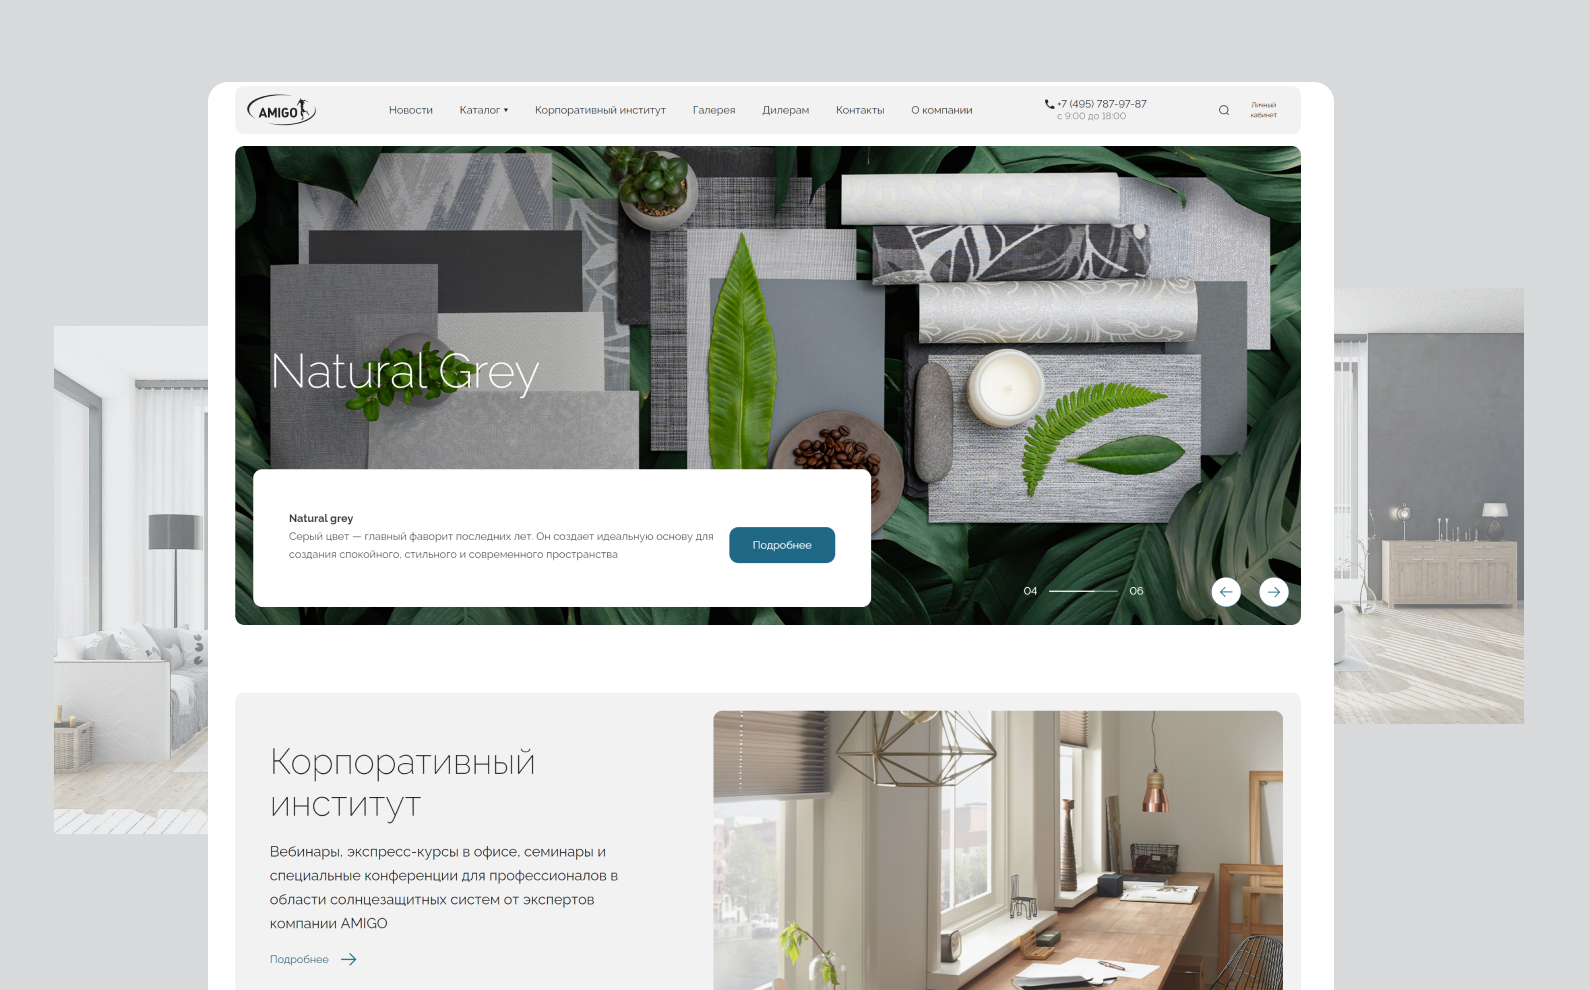 AMIGO
Новости
Каталог
Корпоративный институт
Галерея
Дилерам
Контакты
О компании
+7 (495) 787-97-87
с 9:00 до 18:00
Личный
кабинет
Natural Grey
Natural grey
Серый цвет — главный фаворит последних лет. Он создает идеальную основу для
создания спокойного, стильного и современного пространства
Подробнее
04
06
Корпоративный
институт
Вебинары, экспресс-курсы в офисе, семинары и
специальные конференции для профессионалов в
области солнцезащитных систем от экспертов
компании AMIGO
Подробнее